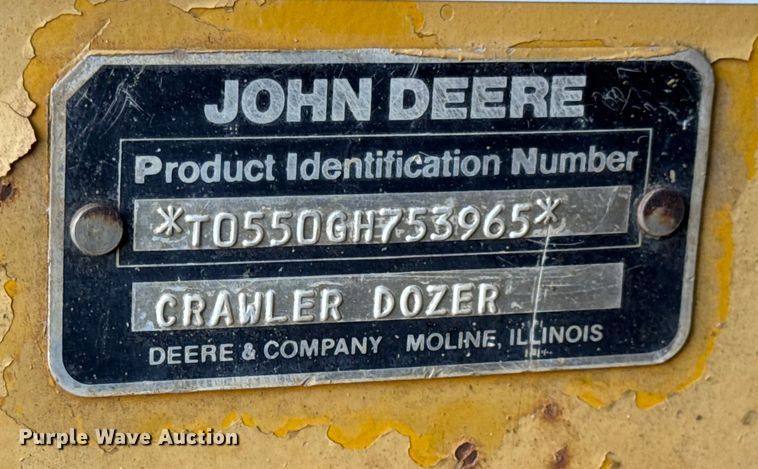 JOHN DEERE
Product Identification Number
*T0550GH753965*
CRAWLER DOZER
DEERE & COMPANY MOLINE, ILLINOIS
Purple Wave Auction